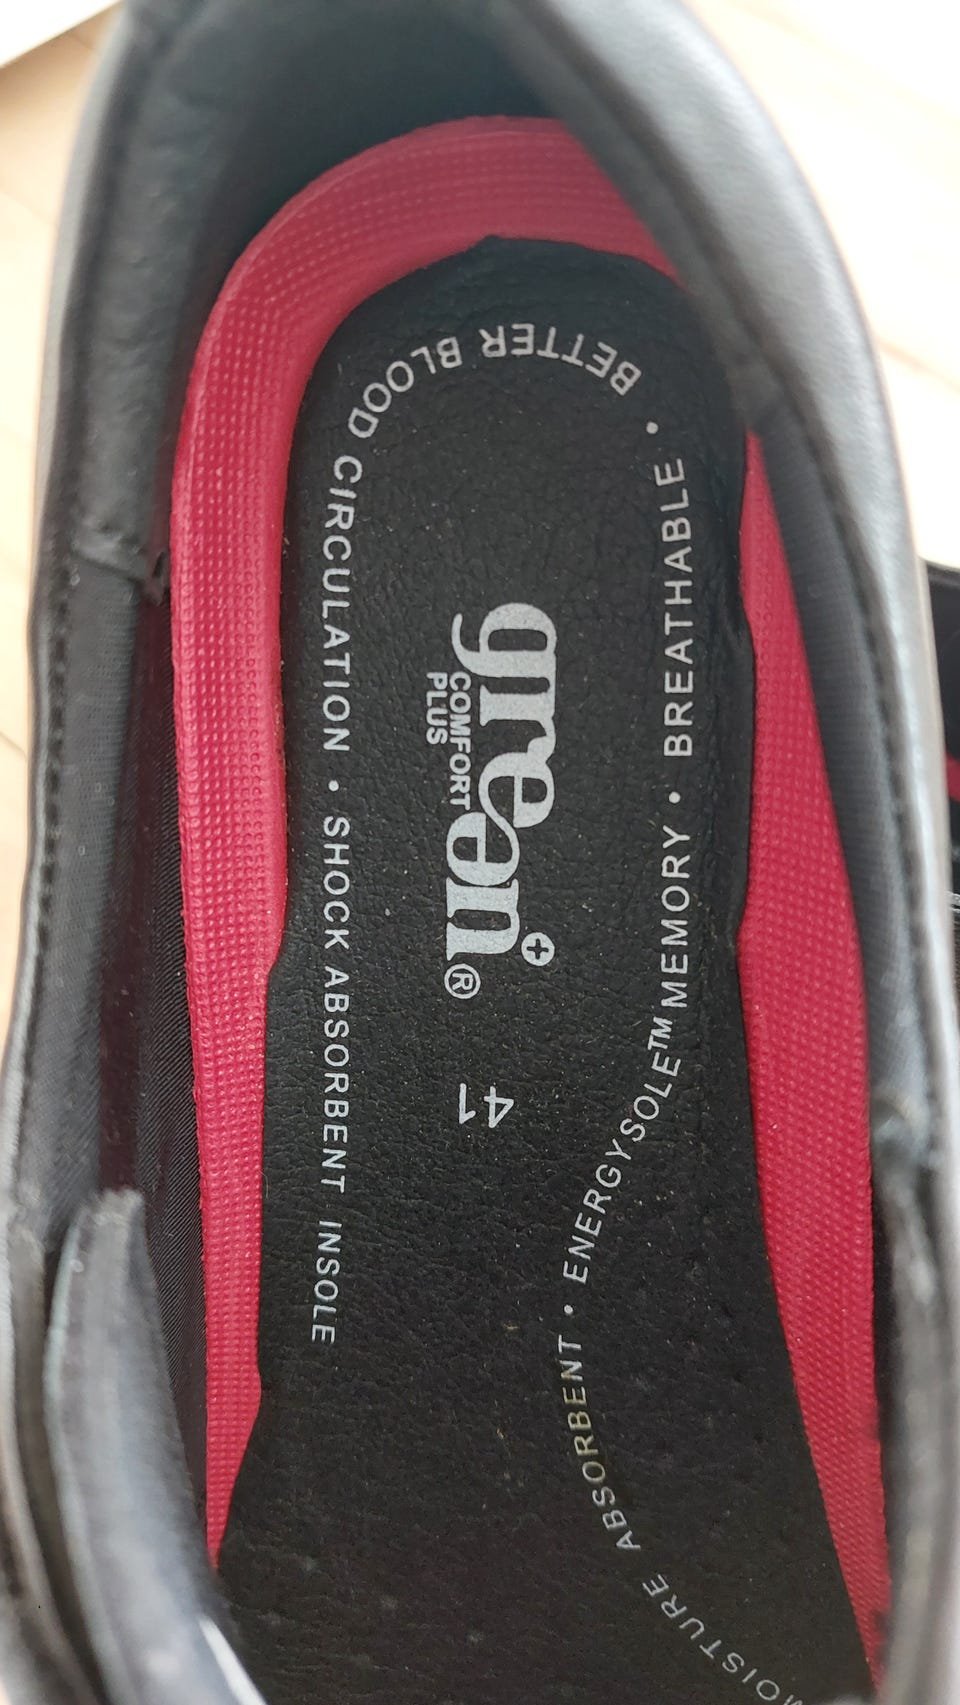 BETTER BLOOD CIRCULATION • SHOCK ABSORBENT INSOLE
MOISTURE ABSORBENT • ENERGYSOLE™ MEMORY • BREATHABLE •
green+®
COMFORT
PLUS
41